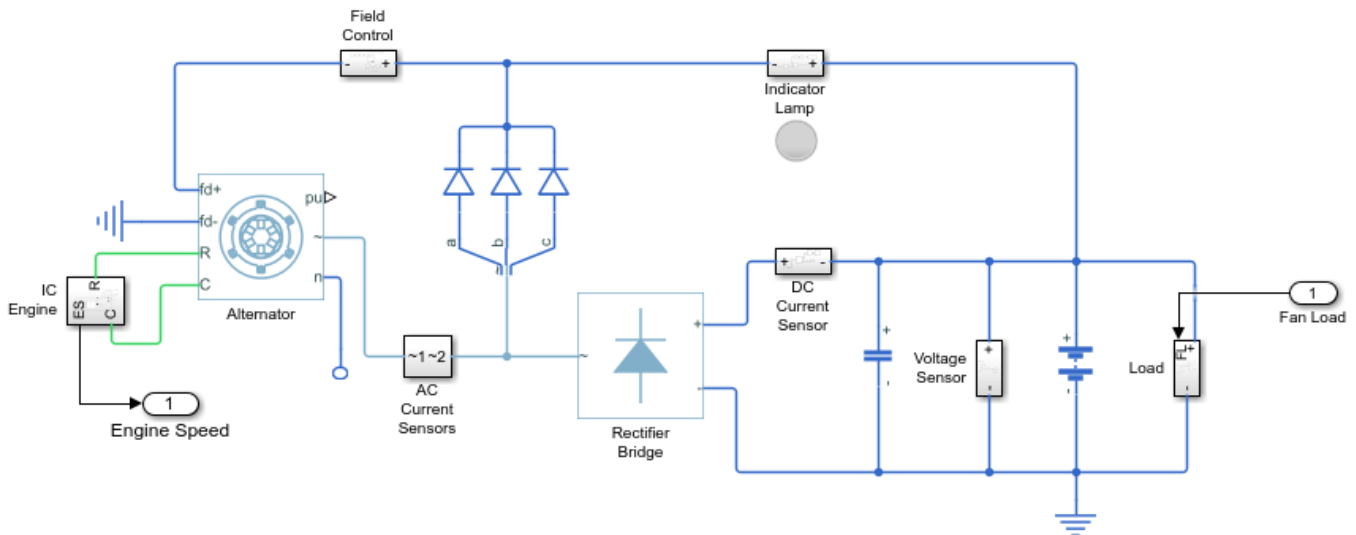 Field
Control
- +
- +
Indicator
Lamp
fd+
fd-
R
C
pu
~
n
Alternator
a
b
c
~
IC
Engine
R
ES
C
1
Engine Speed
~1 ~2
AC
Current
Sensors
~
+
-
Rectifier
Bridge
+ -
DC
Current
Sensor
+
-
Voltage
Sensor
+
-
+
-
Load
FL
+
-
1
Fan Load